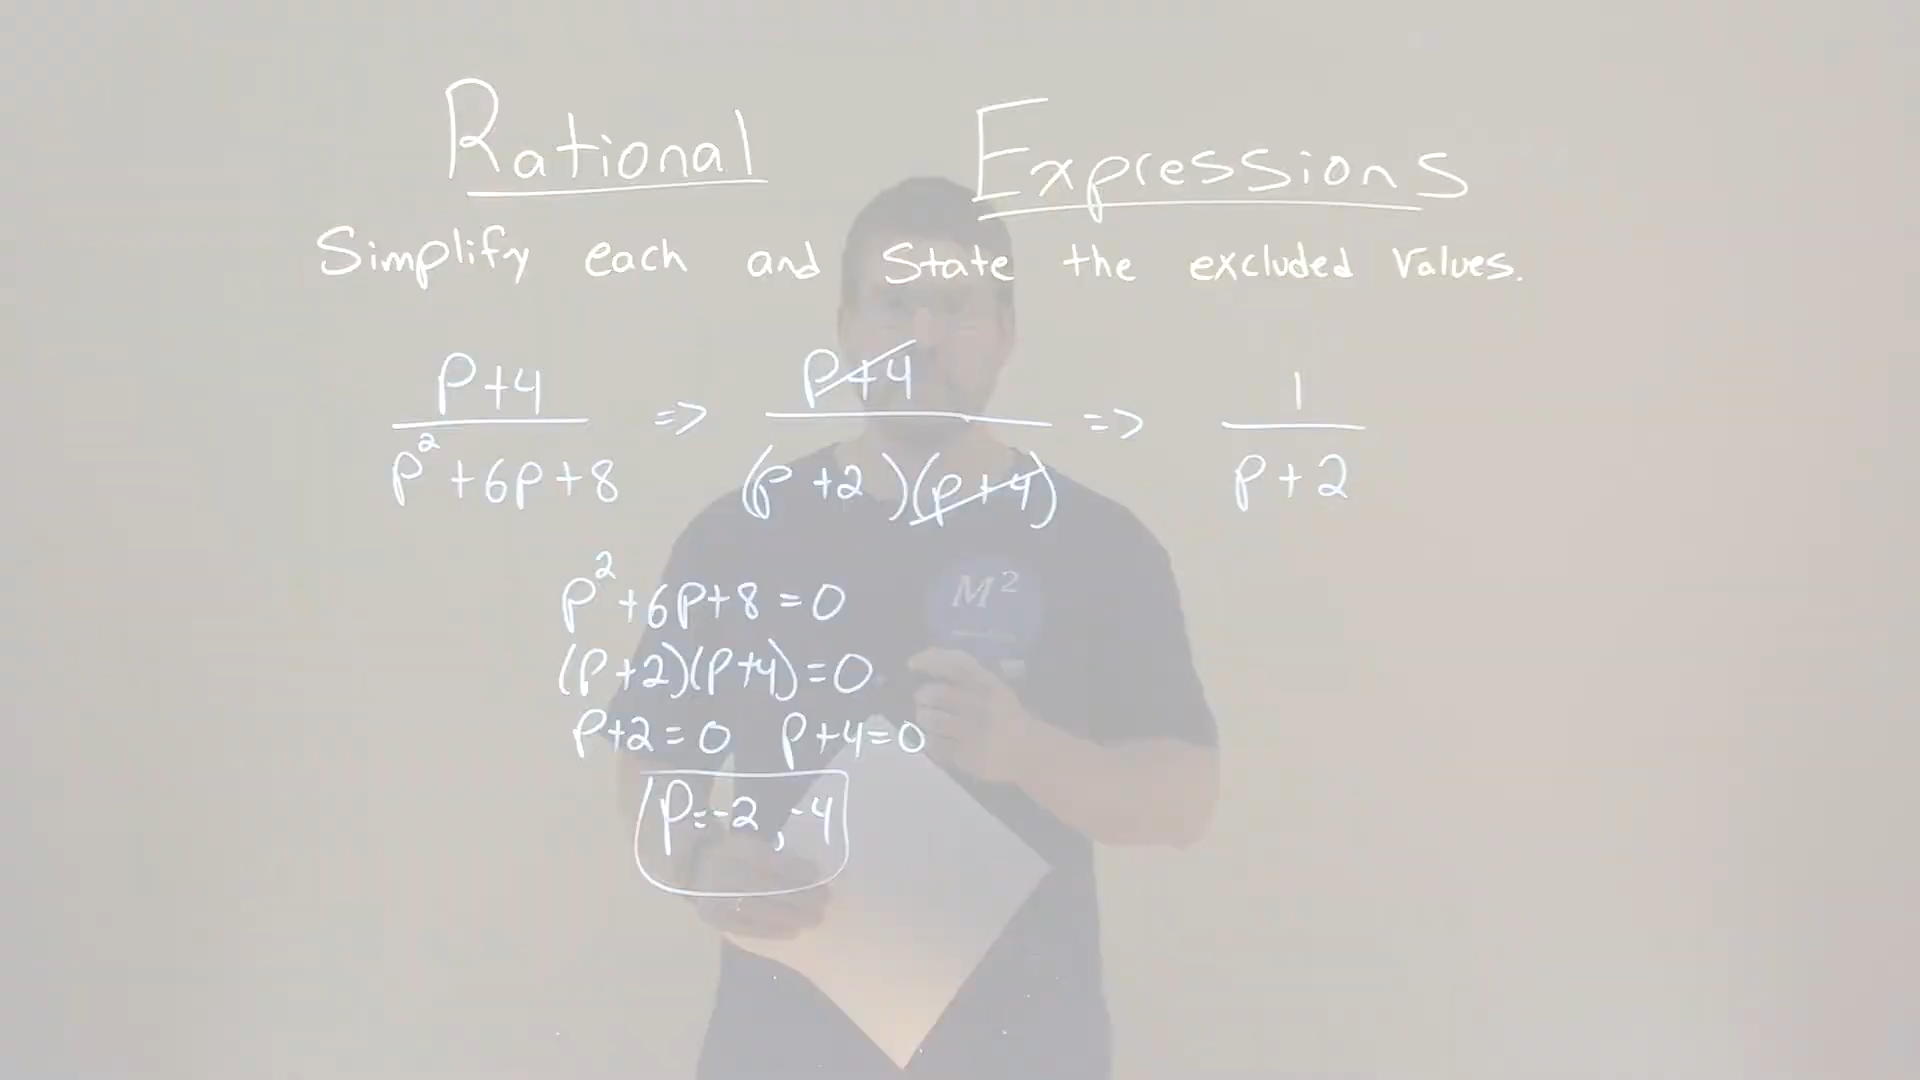 Rational Expressions
Simplify each and State the excluded Values.
p+4 / p²+6p+8 => p+4 / (p+2)(p+4) => 1 / p+2
p²+6p+8=0
(p+2)(p+4)=0
p+2=0 p+4=0
p=-2,-4
M²